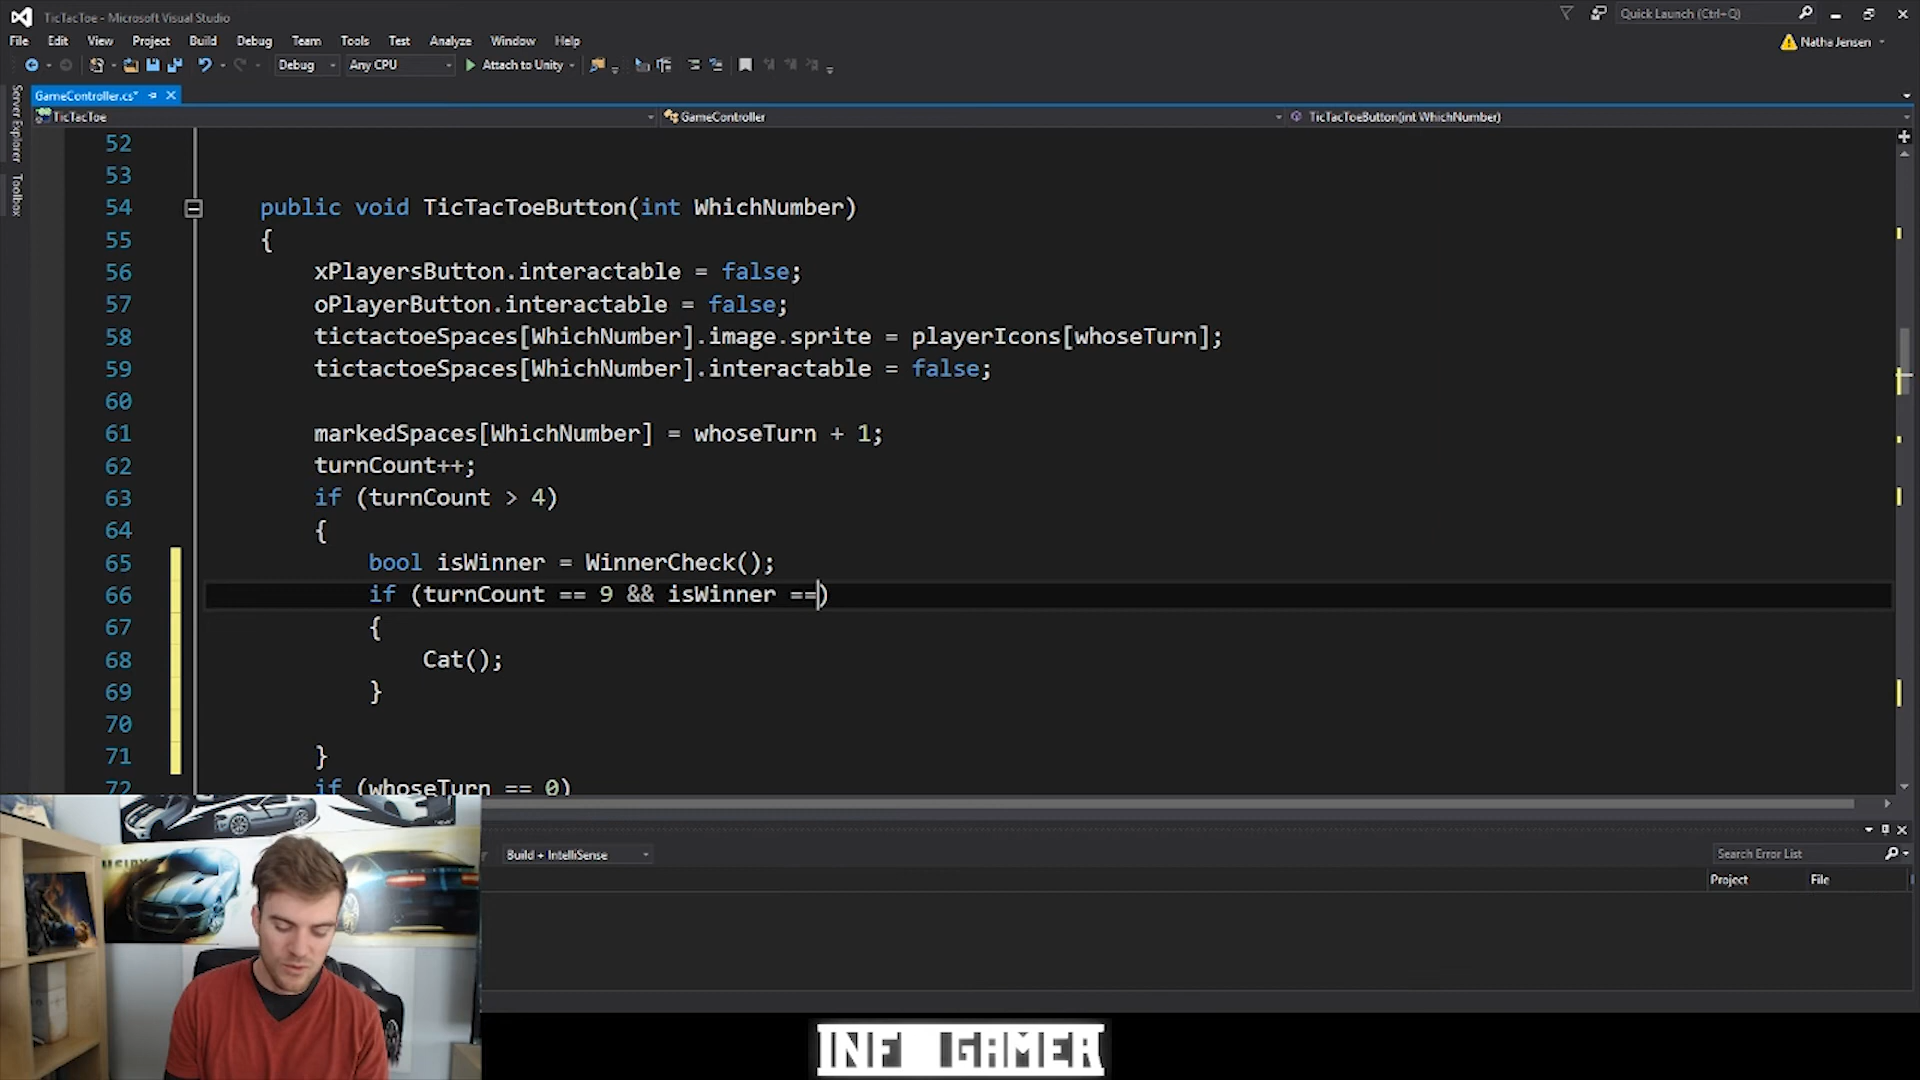 TicTacToe - Microsoft Visual Studio
Quick Launch (Ctrl+Q)
File Edit View Project Build Debug Team Tools Test Analyze Window Help
Natha Jensen
Debug Any CPU Attach to Unity
Server Explorer
Toolbox
GameController.cs*
TicTacToe GameController TicTacToeButton(int WhichNumber)
52
53
54 public void TicTacToeButton(int WhichNumber)
55 {
56 xPlayersButton.interactable = false;
57 oPlayerButton.interactable = false;
58 tictactoeSpaces[WhichNumber].image.sprite = playerIcons[whoseTurn];
59 tictactoeSpaces[WhichNumber].interactable = false;
60
61 markedSpaces[WhichNumber] = whoseTurn + 1;
62 turnCount++;
63 if (turnCount > 4)
64 {
65 bool isWinner = WinnerCheck();
66 if (turnCount == 9 && isWinner ==)
67 {
68 Cat();
69 }
70
71 }
72 if (whoseTurn == 0)
Build + IntelliSense
Search Error List
Project File
INF GAMER